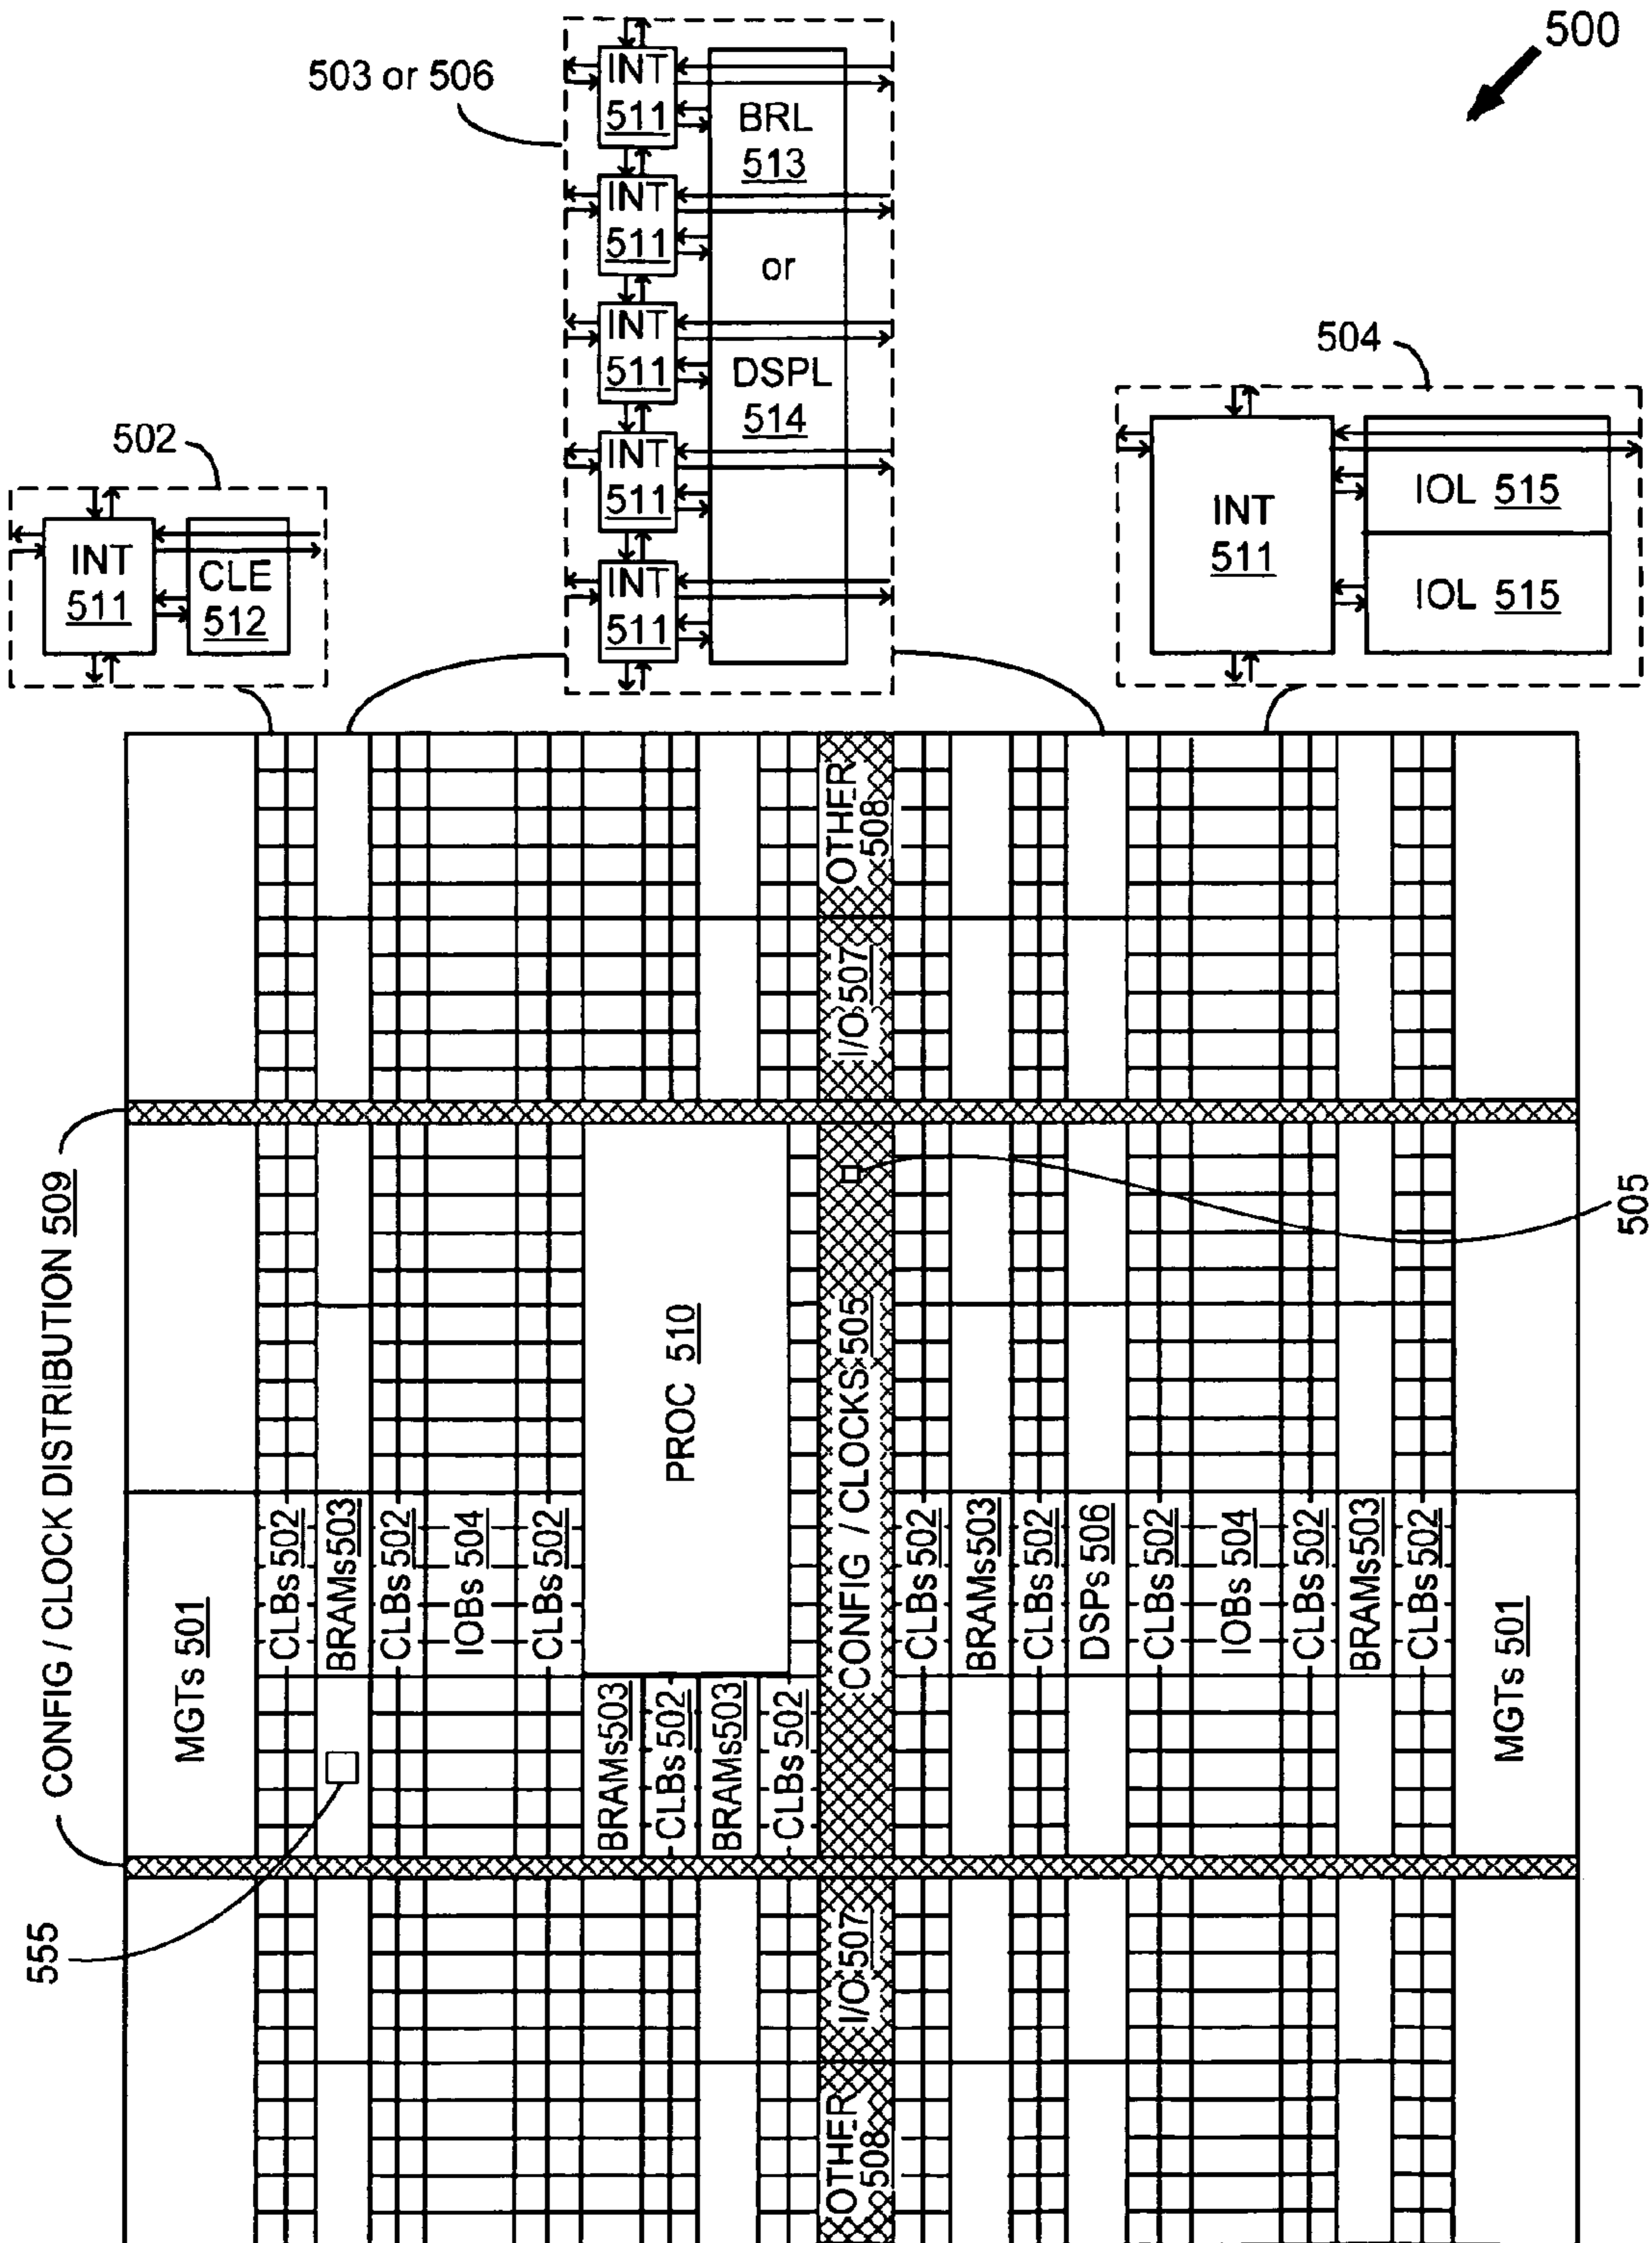 500
503 or 506
INT
511
INT
511
INT
511
INT
511
INT
511
BRL
513
or
DSPL
514
502
INT
511
CLE
512
504
INT
511
IOL 515
IOL 515
CONFIG / CLOCK DISTRIBUTION 509
555
505
MGTs 501
CLBs 502
BRAMs 503
CLBs 502
IOBs 504
CLBs 502
PROC 510
BRAMs 503
CLBs 502
BRAMs 503
CLBs 502
OTHER
508
I/O 507
CONFIG / CLOCKS 505
I/O 507
OTHER
508
CLBs 502
BRAMs 503
CLBs 502
DSPs 506
CLBs 502
IOBs 504
CLBs 502
BRAMs 503
CLBs 502
MGTs 501